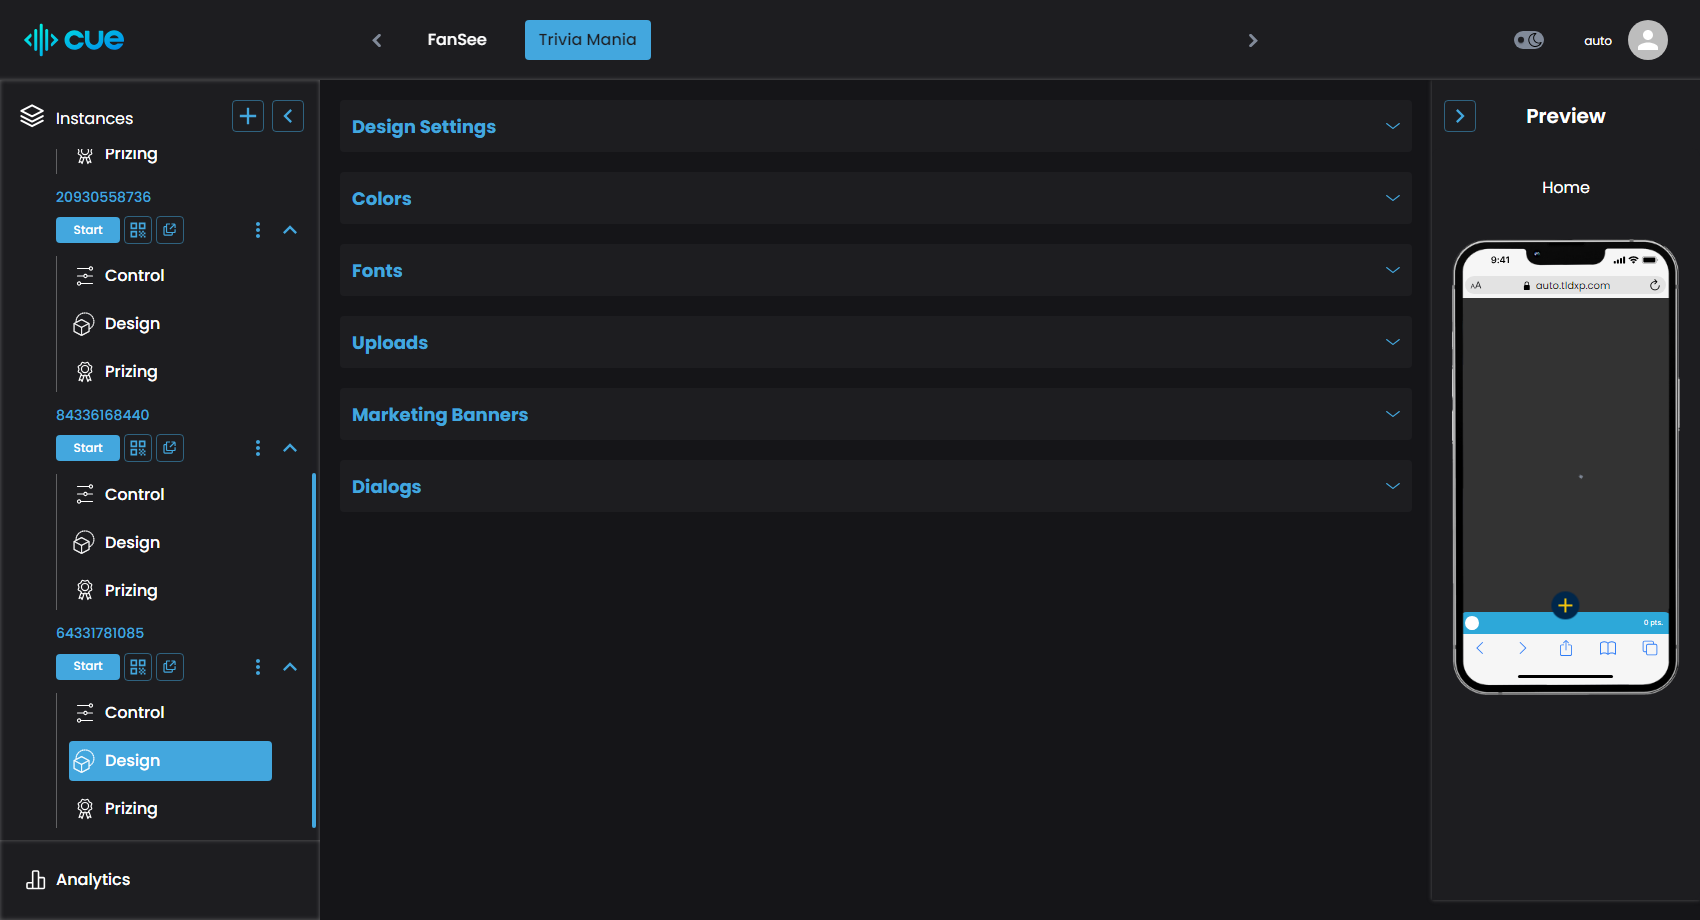 cue
FanSee
Trivia Mania
auto
Instances
Prizing
20930558736
Start
Control
Design
Prizing
84336168440
Start
Control
Design
Prizing
64331781085
Start
Control
Design
Prizing
Analytics
Design Settings
Colors
Fonts
Uploads
Marketing Banners
Dialogs
Preview
Home
9:41
AA auto.tldxp.com
0 pts.